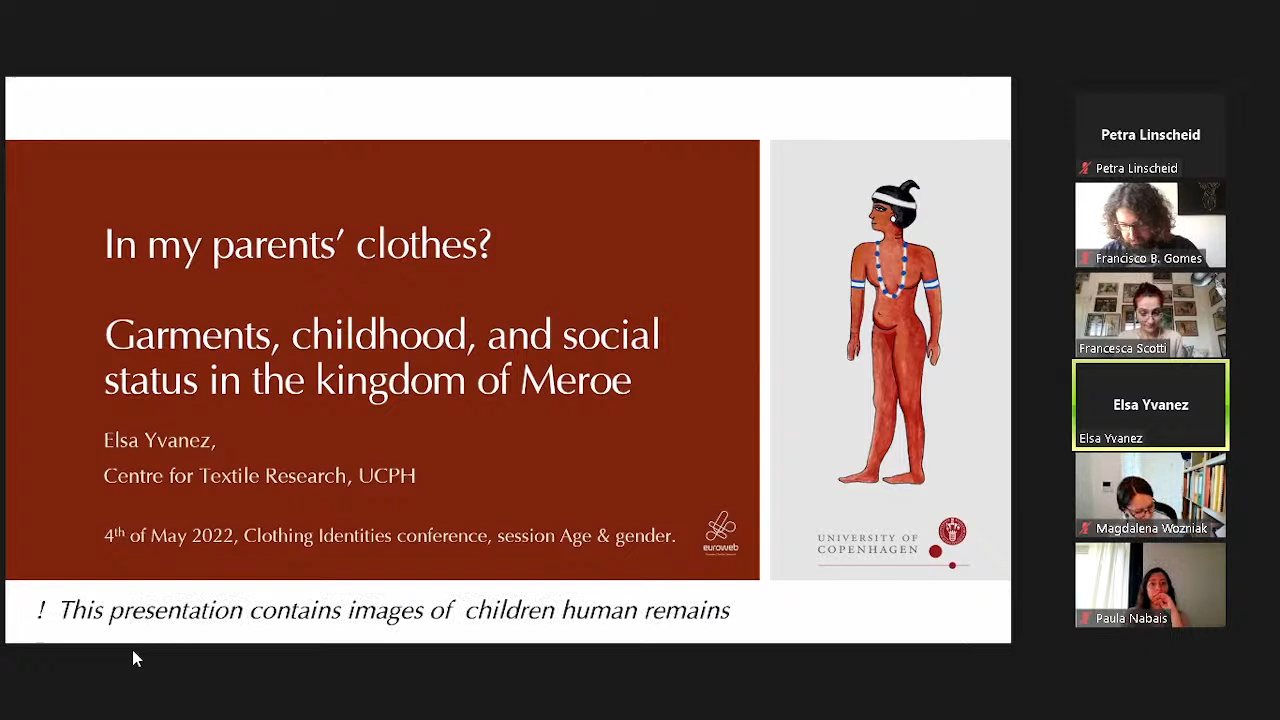 In my parents’ clothes?
Garments, childhood, and social
status in the kingdom of Meroe
Elsa Yvanez,
Centre for Textile Research, UCPH
4th of May 2022, Clothing Identities conference, session Age & gender.
euroweb
UNIVERSITY OF
COPENHAGEN
! This presentation contains images of children human remains
Petra Linscheid
Petra Linscheid
Francisco B. Gomes
Francesca Scotti
Elsa Yvanez
Elsa Yvanez
Magdalena Wozniak
Paula Nabais